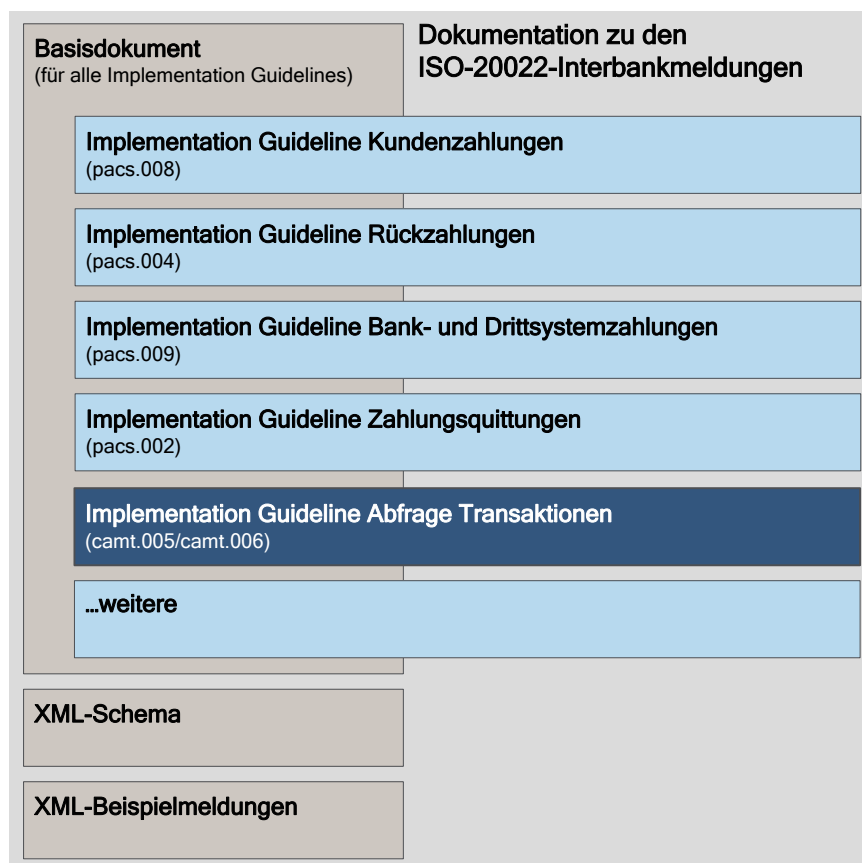 Basisdokument
(für alle Implementation Guidelines)
Dokumentation zu den
ISO-20022-Interbankmeldungen
Implementation Guideline Kundenzahlungen
(pacs.008)
Implementation Guideline Rückzahlungen
(pacs.004)
Implementation Guideline Bank- und Drittsystemzahlungen
(pacs.009)
Implementation Guideline Zahlungsquittungen
(pacs.002)
Implementation Guideline Abfrage Transaktionen
(camt.005/camt.006)
...weitere
XML-Schema
XML-Beispielmeldungen